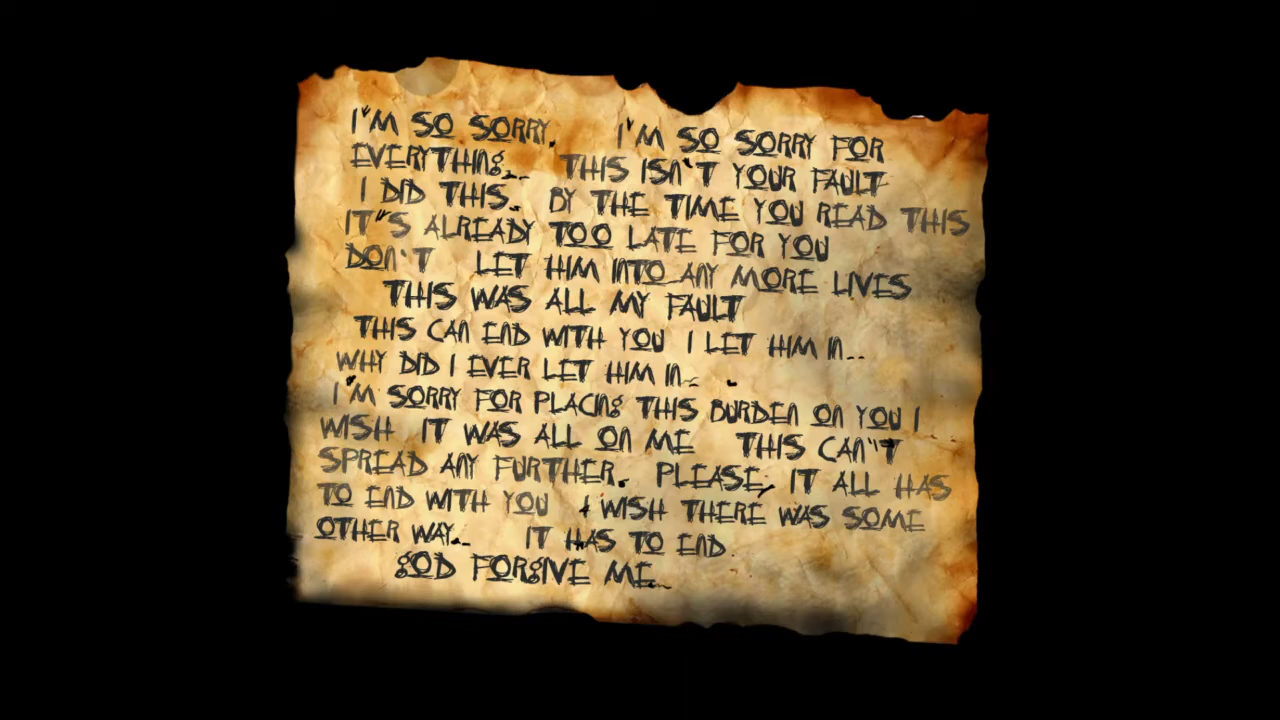 I'M SO SORRY. I'M SO SORRY FOR
EVERYTHING... THIS ISN'T YOUR FAULT
I DID THIS.. BY THE TIME YOU READ THIS
IT"S ALREADY TOO LATE FOR YOU
DON'T LET HIM INTO ANY MORE LIVES
THIS WAS ALL MY FAULT
THIS CAN END WITH YOU I LET HIM IN...
WHY DID I EVER LET HIM IN...
I'M SORRY FOR PLACING THIS BURDEN ON YOU I
WISH IT WAS ALL ON ME THIS CAN"T
SPREAD ANY FURTHER. PLEASE, IT ALL HAS
TO END WITH YOU I WISH THERE WAS SOME
OTHER WAY... IT HAS TO END.
GOD FORGIVE ME...